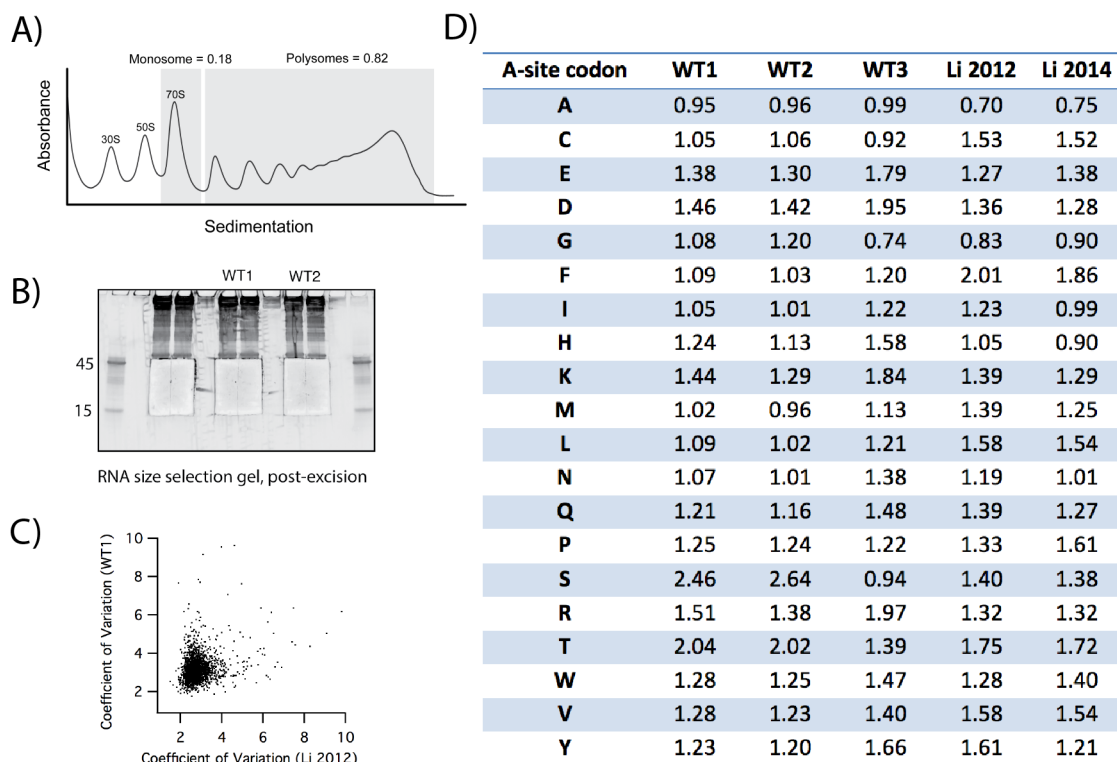 A)
Monosome = 0.18 Polysomes = 0.82
70S
50S
30S
Absorbance
Sedimentation
B)
WT1 WT2
45
15
RNA size selection gel, post-excision
C)
Coefficient of Variation (WT1)
10
8
6
4
2
2 4 6 8 10
Coefficient of Variation (Li 2012)
D)
A-site codon WT1 WT2 WT3 Li 2012 Li 2014
A 0.95 0.96 0.99 0.70 0.75
C 1.05 1.06 0.92 1.53 1.52
E 1.38 1.30 1.79 1.27 1.38
D 1.46 1.42 1.95 1.36 1.28
G 1.08 1.20 0.74 0.83 0.90
F 1.09 1.03 1.20 2.01 1.86
I 1.05 1.01 1.22 1.23 0.99
H 1.24 1.13 1.58 1.05 0.90
K 1.44 1.29 1.84 1.39 1.29
M 1.02 0.96 1.13 1.39 1.25
L 1.09 1.02 1.21 1.58 1.54
N 1.07 1.01 1.38 1.19 1.01
Q 1.21 1.16 1.48 1.39 1.27
P 1.25 1.24 1.22 1.33 1.61
S 2.46 2.64 0.94 1.40 1.38
R 1.51 1.38 1.97 1.32 1.32
T 2.04 2.02 1.39 1.75 1.72
W 1.28 1.25 1.47 1.28 1.40
V 1.28 1.23 1.40 1.58 1.54
Y 1.23 1.20 1.66 1.61 1.21